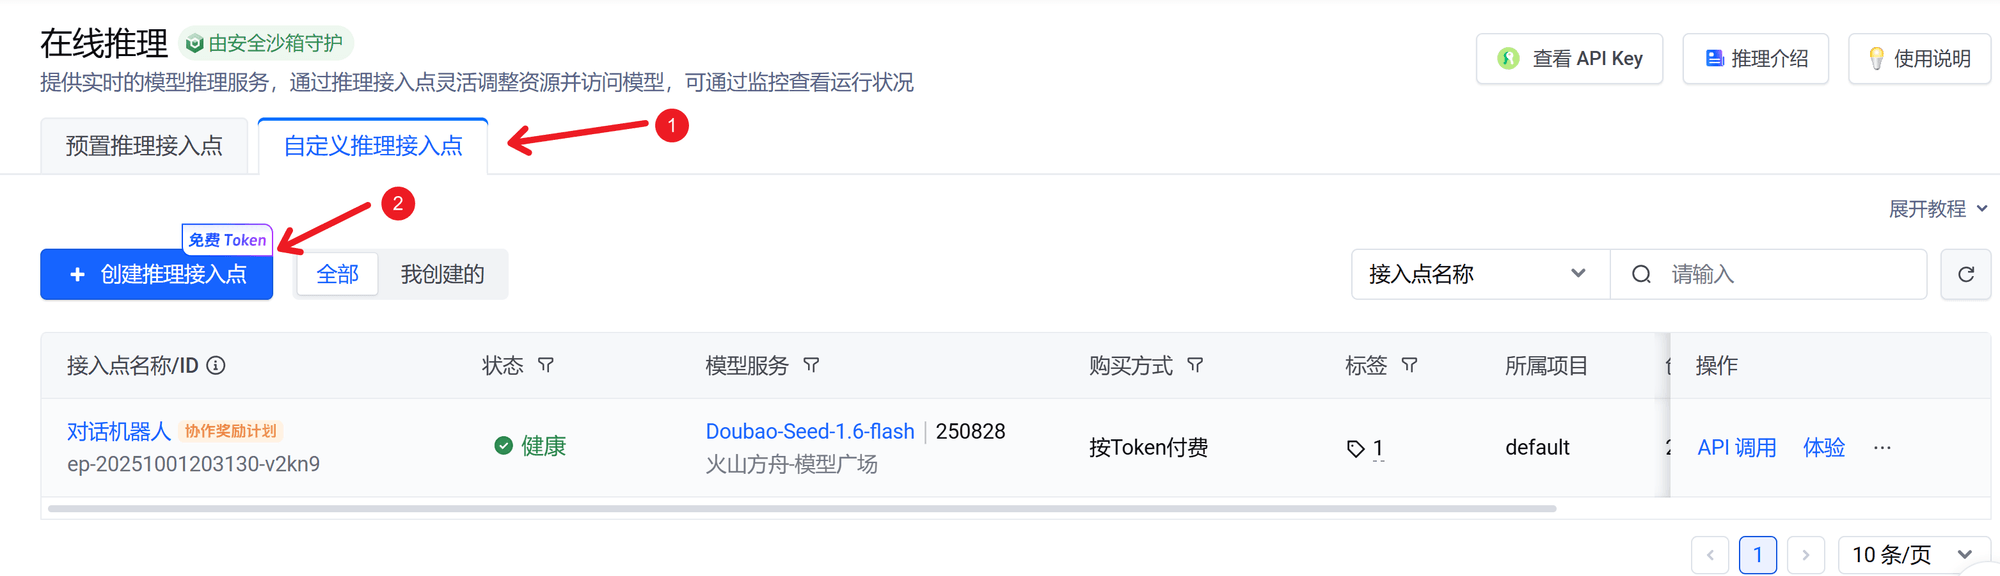 在线推理 由安全沙箱守护
提供实时的模型推理服务，通过推理接入点灵活调整资源并访问模型，可通过监控查看运行状况
查看 API Key 推理介绍 使用说明
预置推理接入点 自定义推理接入点 1
2
展开教程
免费 Token
+ 创建推理接入点 全部 我创建的 接入点名称 请输入
接入点名称/ID 状态 模型服务 购买方式 标签 所属项目 操作
对话机器人 协作奖励计划
ep-20251001203130-v2kn9
健康
Doubao-Seed-1.6-flash | 250828
火山方舟-模型广场
按Token付费 1 default API 调用 体验 ...
< 1 > 10 条/页